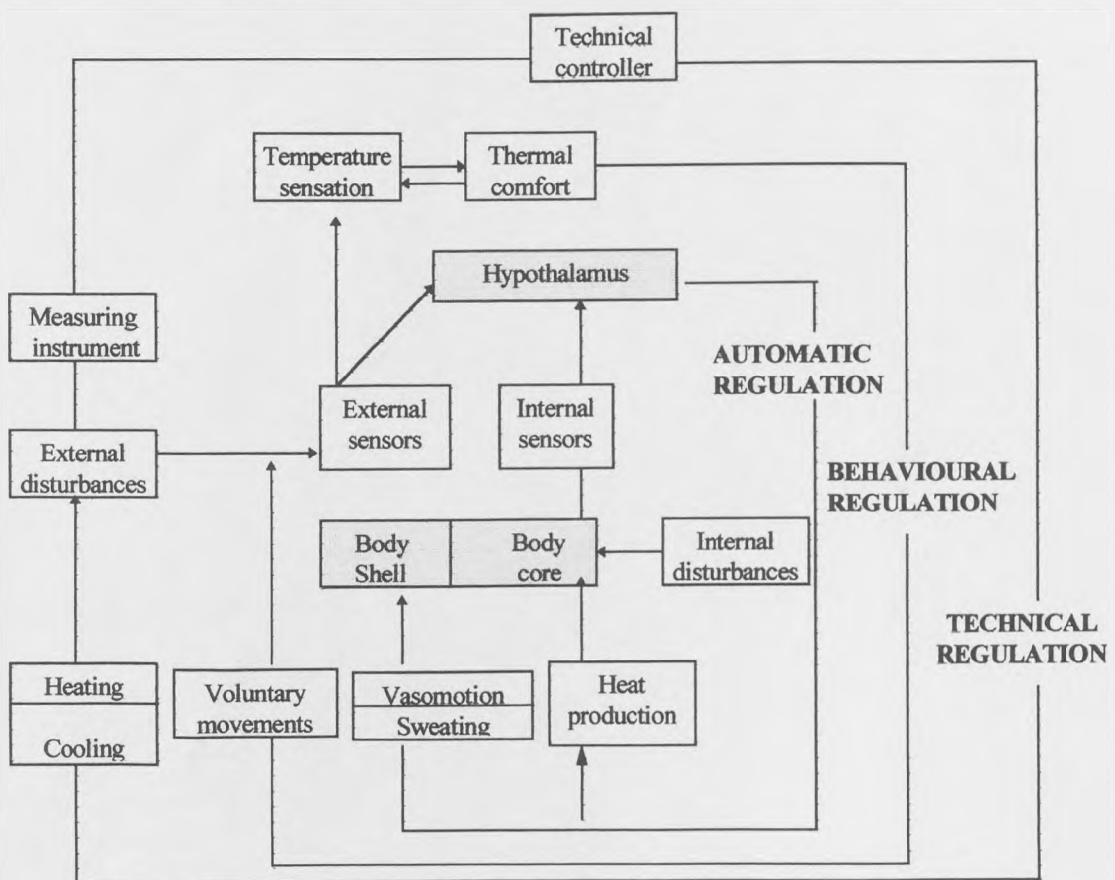 Technical
controller
Temperature
sensation
Thermal
comfort
Hypothalamus
Measuring
instrument
AUTOMATIC
REGULATION
External
sensors
Internal
sensors
External
disturbances
BEHAVIOURAL
REGULATION
Body
Shell
Body
core
Internal
disturbances
TECHNICAL
REGULATION
Heating
Cooling
Voluntary
movements
Vasomotion
Sweating
Heat
production